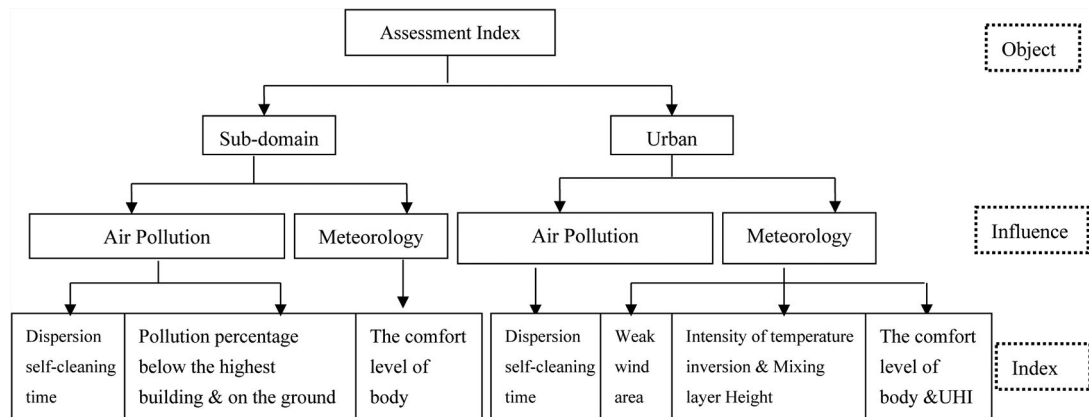 Assessment Index
Object
Sub-domain
Urban
Air Pollution
Meteorology
Air Pollution
Meteorology
Influence
Dispersion
self-cleaning
time
Pollution percentage
below the highest
building & on the ground
The comfort
level of
body
Dispersion
self-cleaning
time
Weak
wind
area
Intensity of temperature
inversion & Mixing
layer Height
The comfort
level of
body &UHI
Index